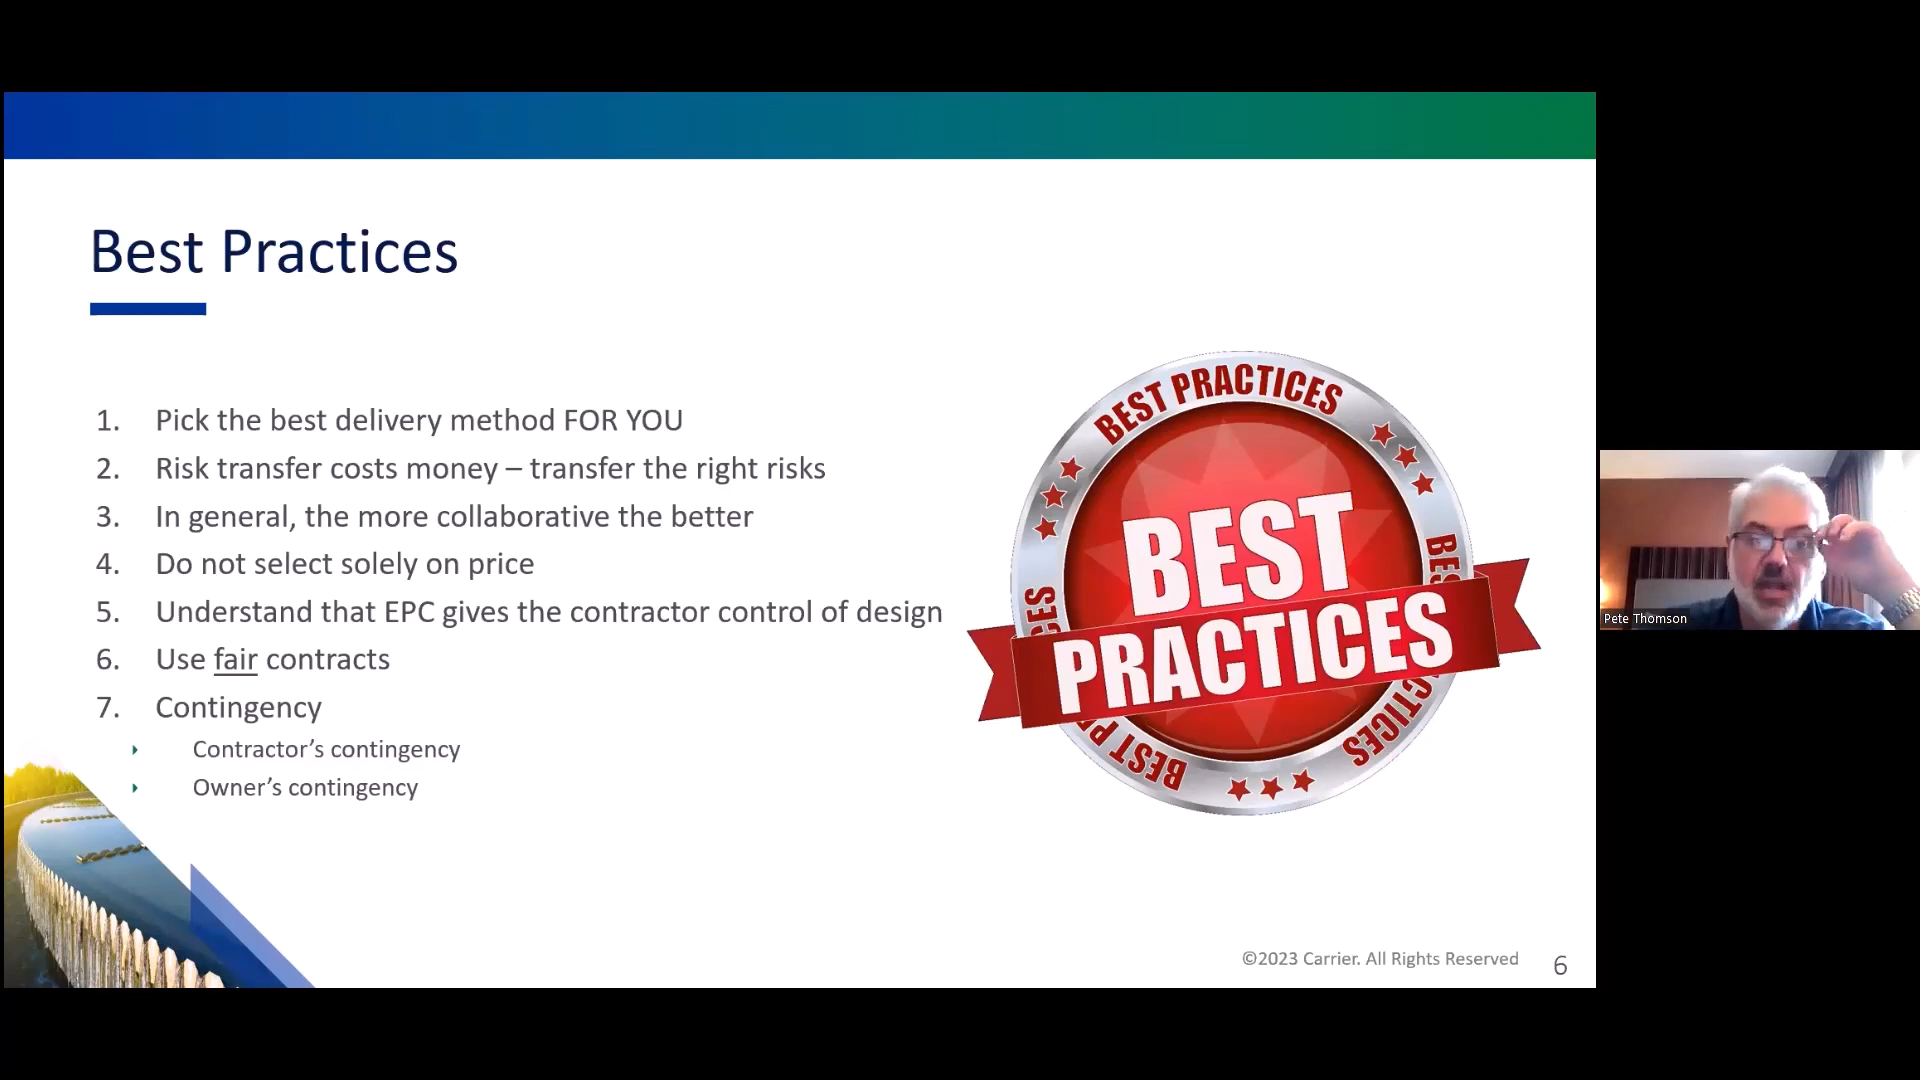 Best Practices
1. Pick the best delivery method FOR YOU
2. Risk transfer costs money – transfer the right risks
3. In general, the more collaborative the better
4. Do not select solely on price
5. Understand that EPC gives the contractor control of design
6. Use fair contracts
7. Contingency
Contractor’s contingency
Owner’s contingency
BEST PRACTICES
BEST
PRACTICES
©2023 Carrier. All Rights Reserved
6
Pete Thomson